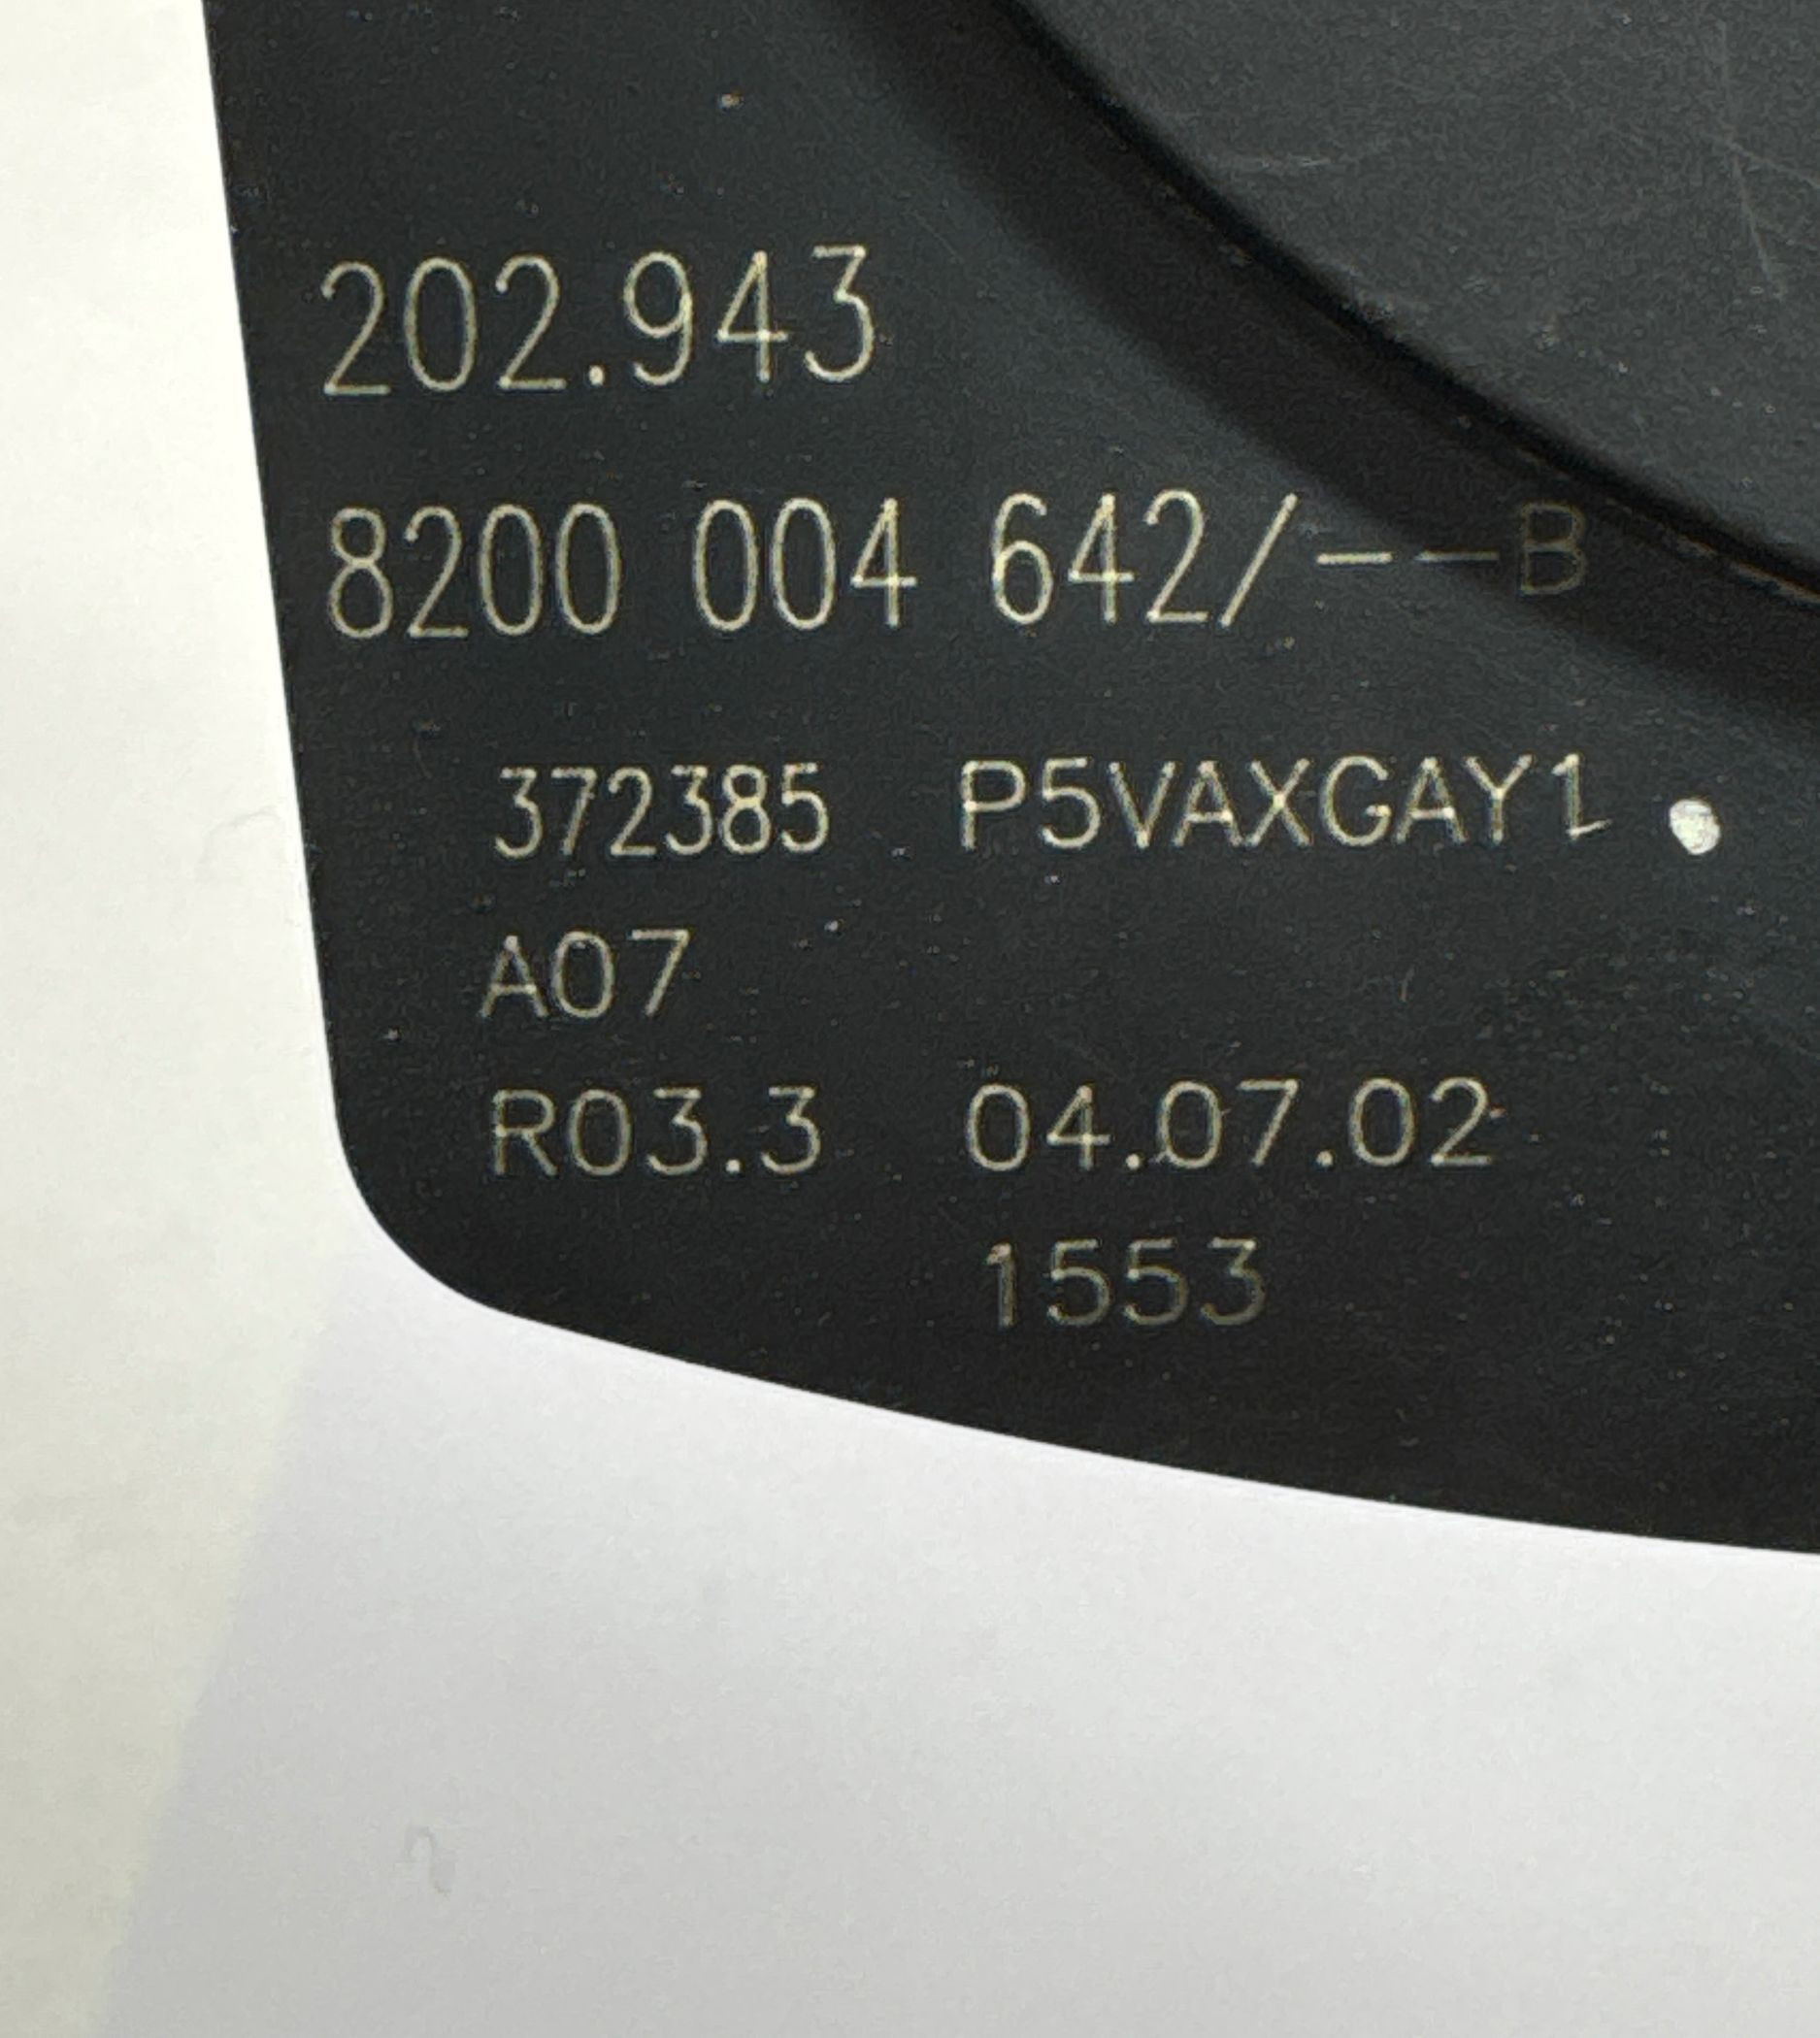 202.943
8200 004 642/--B
372385 P5VAXGAY1
A07
R03.3 04.07.02
1553